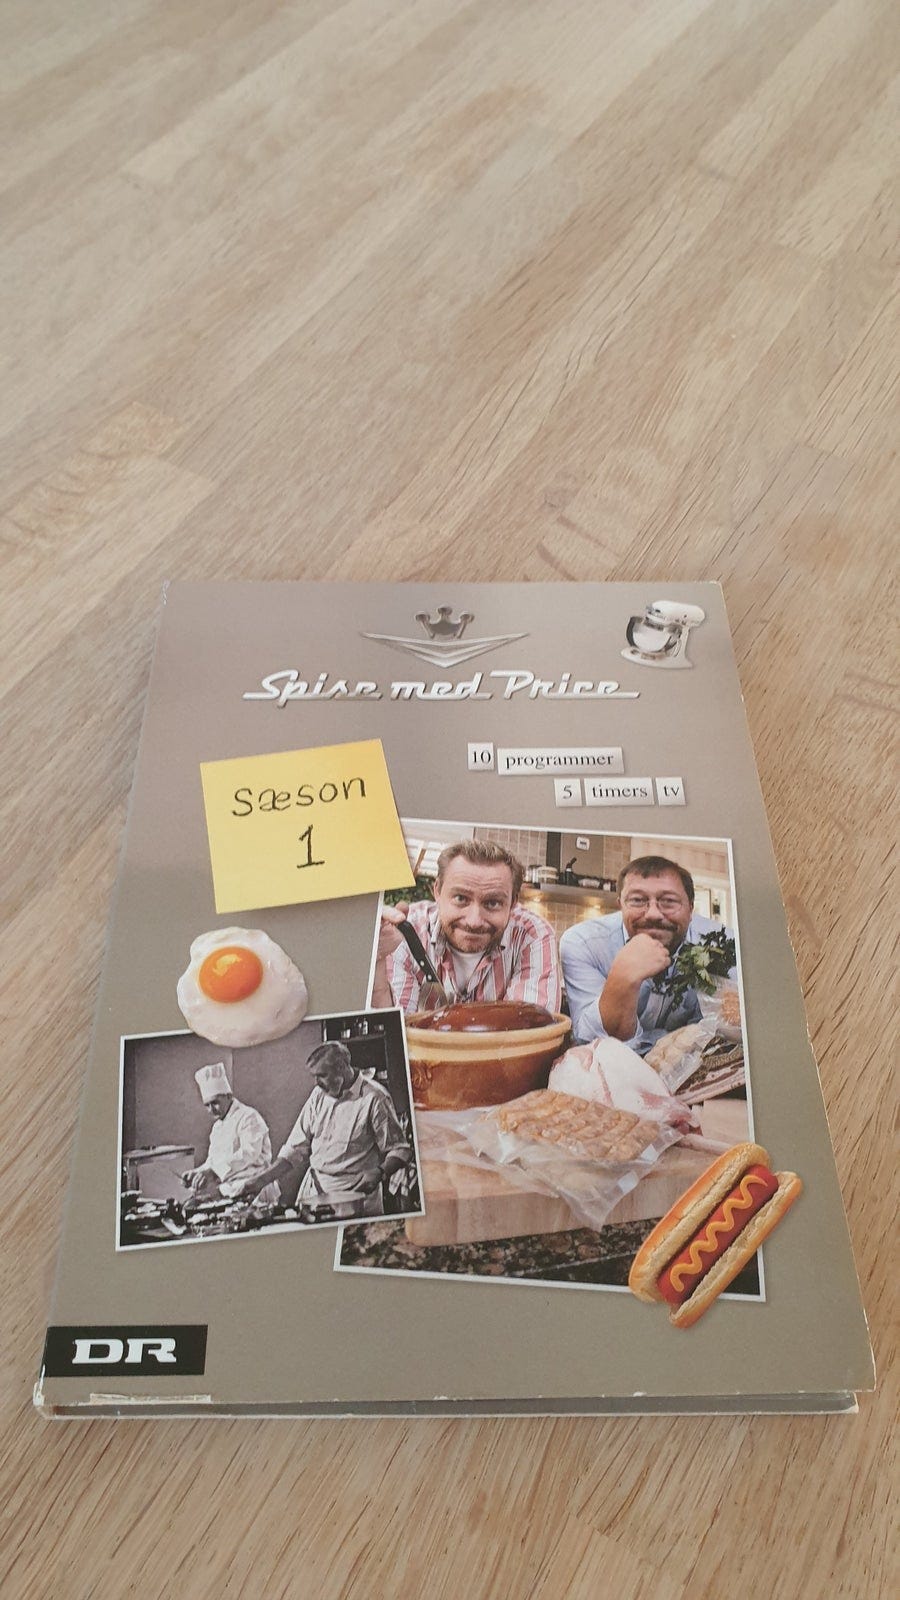 Spise med Price
10 programmer
5 timers tv
Sæson
1
DR